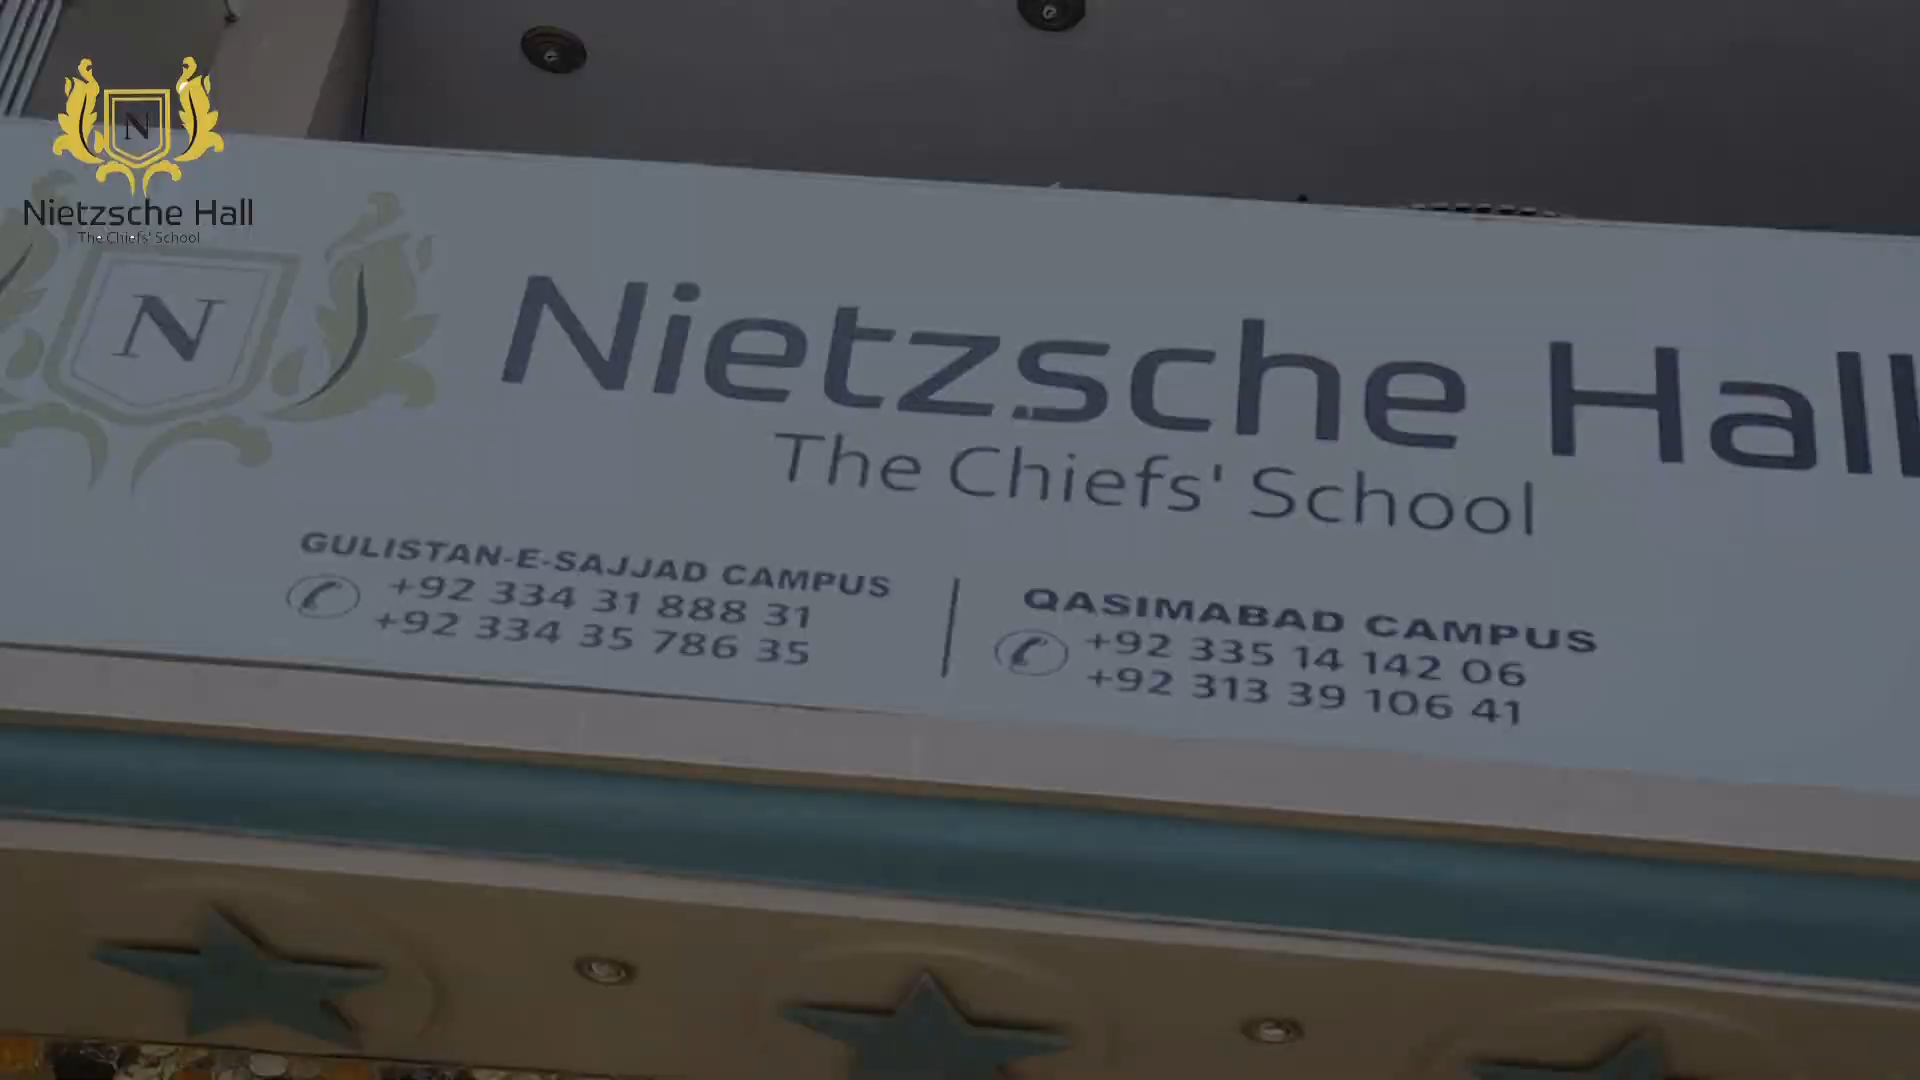 N
Nietzsche Hall
The Chiefs' School
N
Nietzsche Hall
The Chiefs' School
GULISTAN-E-SAJJAD CAMPUS
+92 334 31 888 31
+92 334 35 786 35
QASIMABAD CAMPUS
+92 335 14 142 06
+92 313 39 106 41